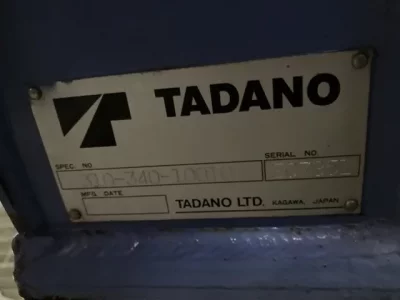 TADANO
SPEC. NO.
SERIAL NO.
MFG. DATE
TADANO LTD. KAGAWA, JAPAN